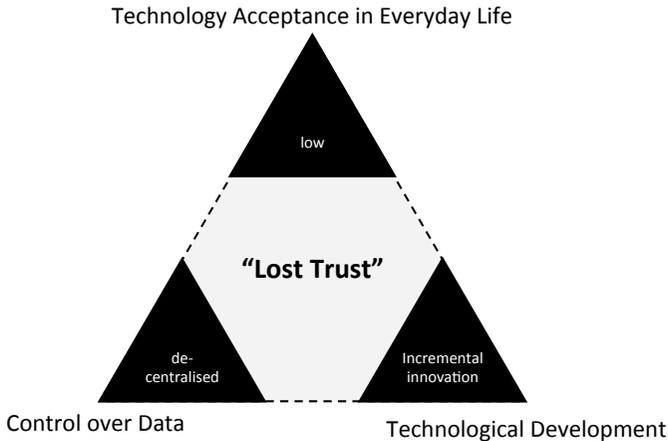 Technology Acceptance in Everyday Life
low
“Lost Trust”
de-
centralised
Incremental
innovation
Control over Data
Technological Development